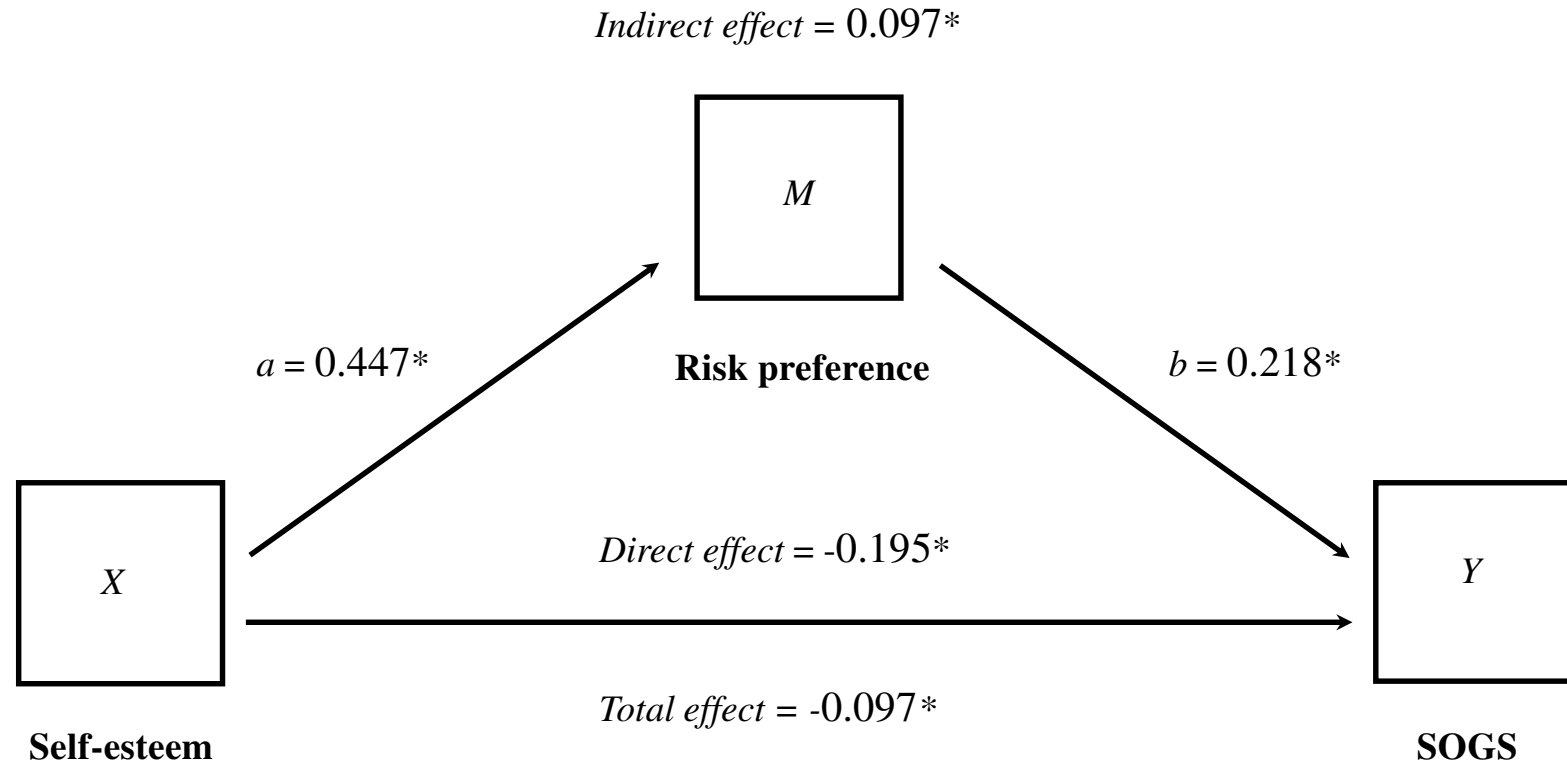 Indirect effect = 0.097*
M
a = 0.447*
Risk preference
b = 0.218*
Direct effect = -0.195*
X
Y
Total effect = -0.097*
Self-esteem
SOGS